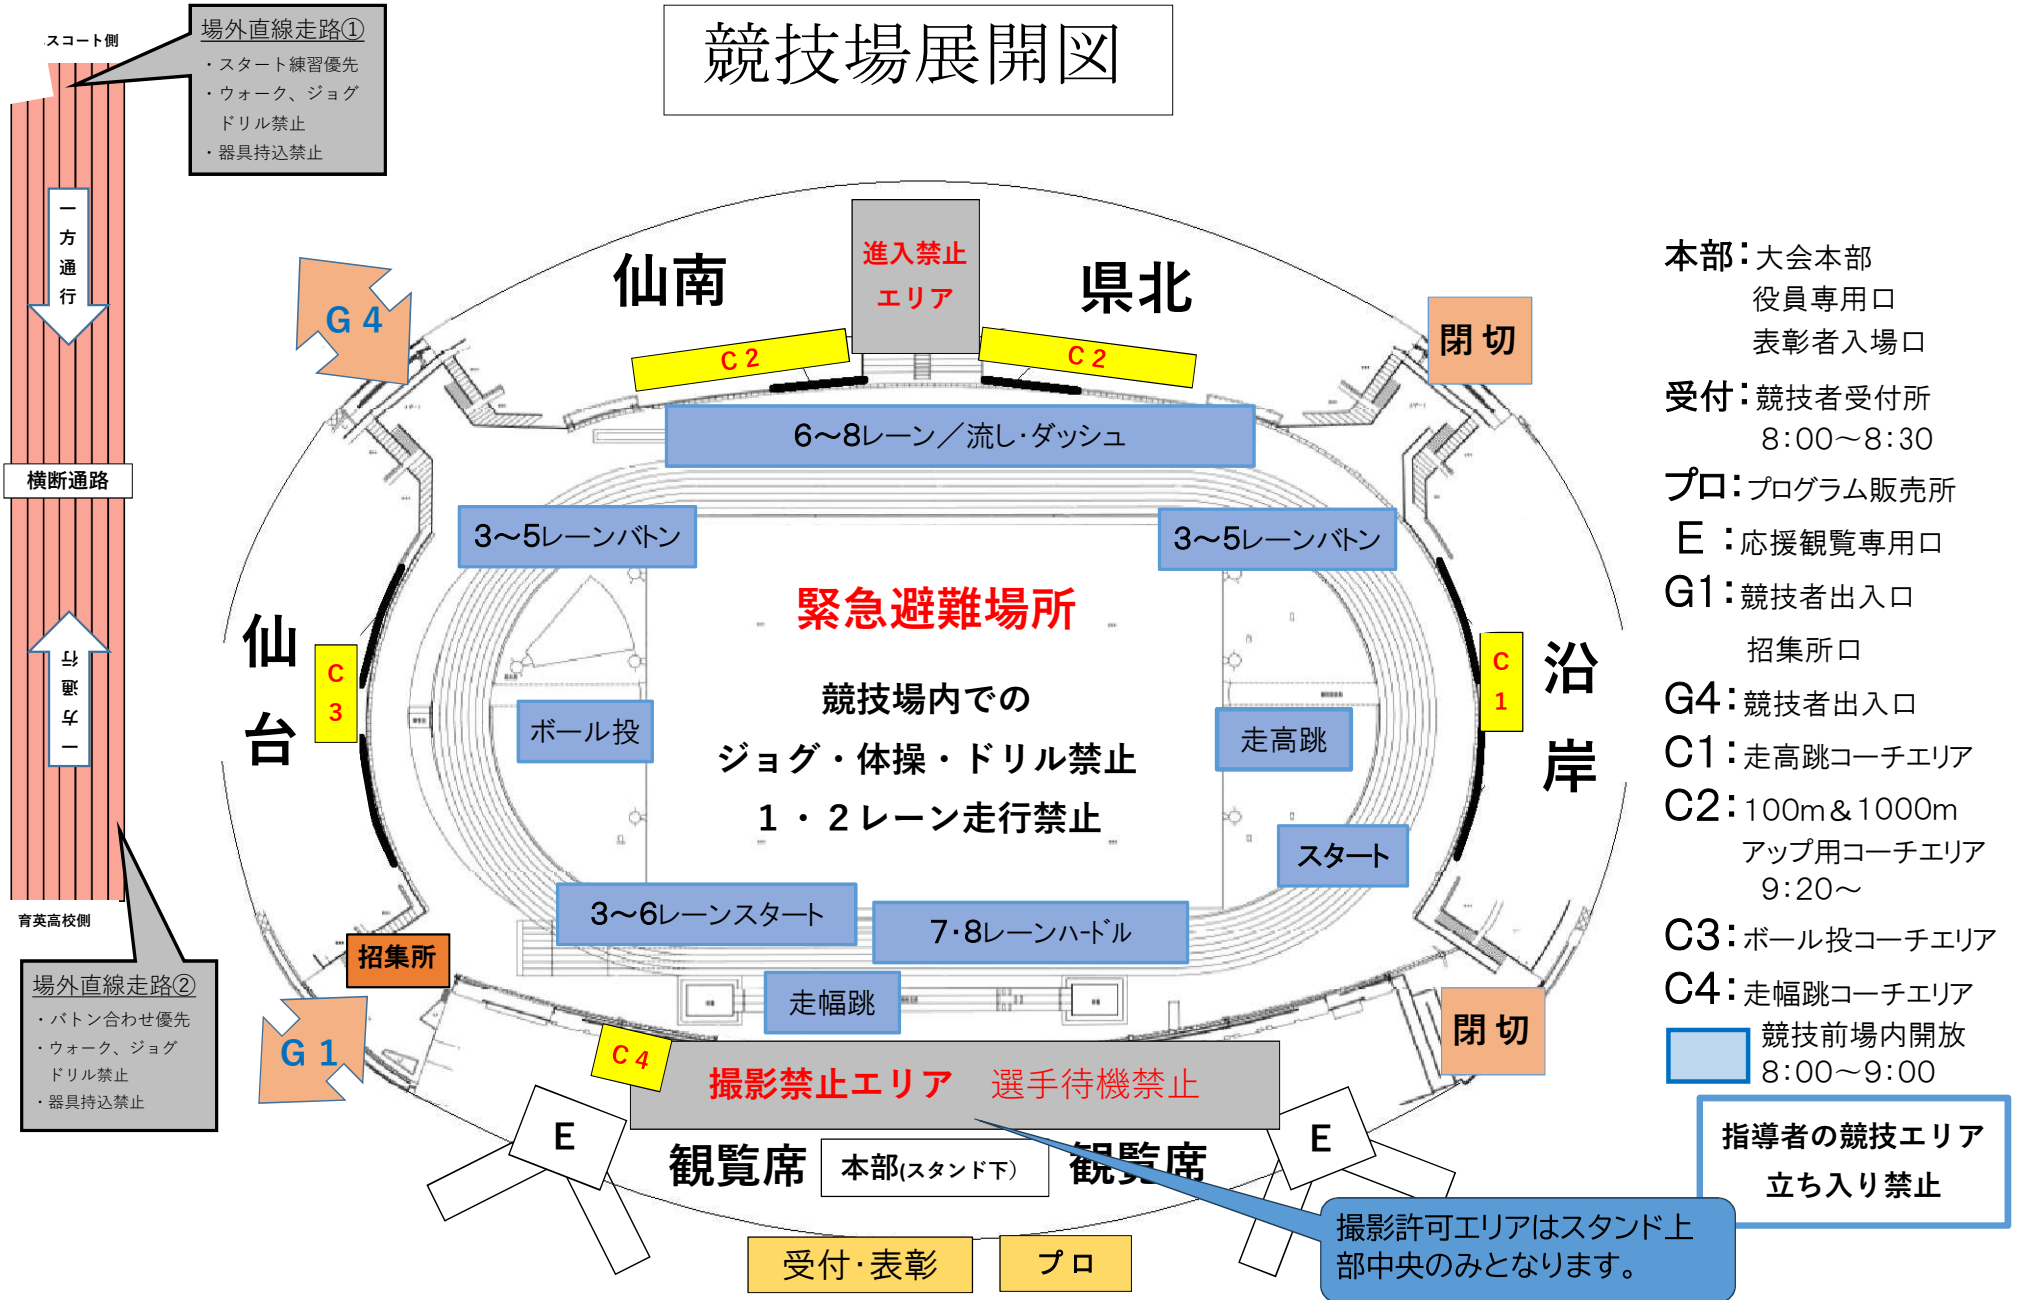 競技場展開図
.スコート側
場外直線走路①
・スタート練習優先
・ウォーク、ジョグ
ドリル禁止
・器具持込禁止
一方通行
横断通路
一方通行
育英高校側
場外直線走路②
・バトン合わせ優先
・ウォーク、ジョグ
ドリル禁止
・器具持込禁止
G 4
仙南
進入禁止
エリア
県北
閉 切
C 2
C 2
6～8レーン／流し・ダッシュ
3～5レーンバトン
3～5レーンバトン
緊急避難場所
仙台
C3
C1
沿岸
競技場内での
ジョグ・体操・ドリル禁止
1・2レーン走行禁止
ボール投
走高跳
スタート
3～6レーンスタート
7・8レーンハードル
招集所
走幅跳
G 1
C 4
閉 切
撮影禁止エリア 選手待機禁止
E
E
観覧席
本部(スタンド下)
観覧席
受付・表彰
プ ロ
撮影許可エリアはスタンド上
部中央のみとなります。
本部：大会本部
役員専用口
表彰者入場口
受付：競技者受付所
8：00～8：30
プロ：プログラム販売所
E：応援観覧専用口
G1：競技者出入口
招集所口
G4：競技者出入口
C1：走高跳コーチエリア
C2：100m＆1000m
アップ用コーチエリア
9：20～
C3：ボール投コーチエリア
C4：走幅跳コーチエリア
競技前場内開放
8：00～9：00
指導者の競技エリア
立ち入り禁止